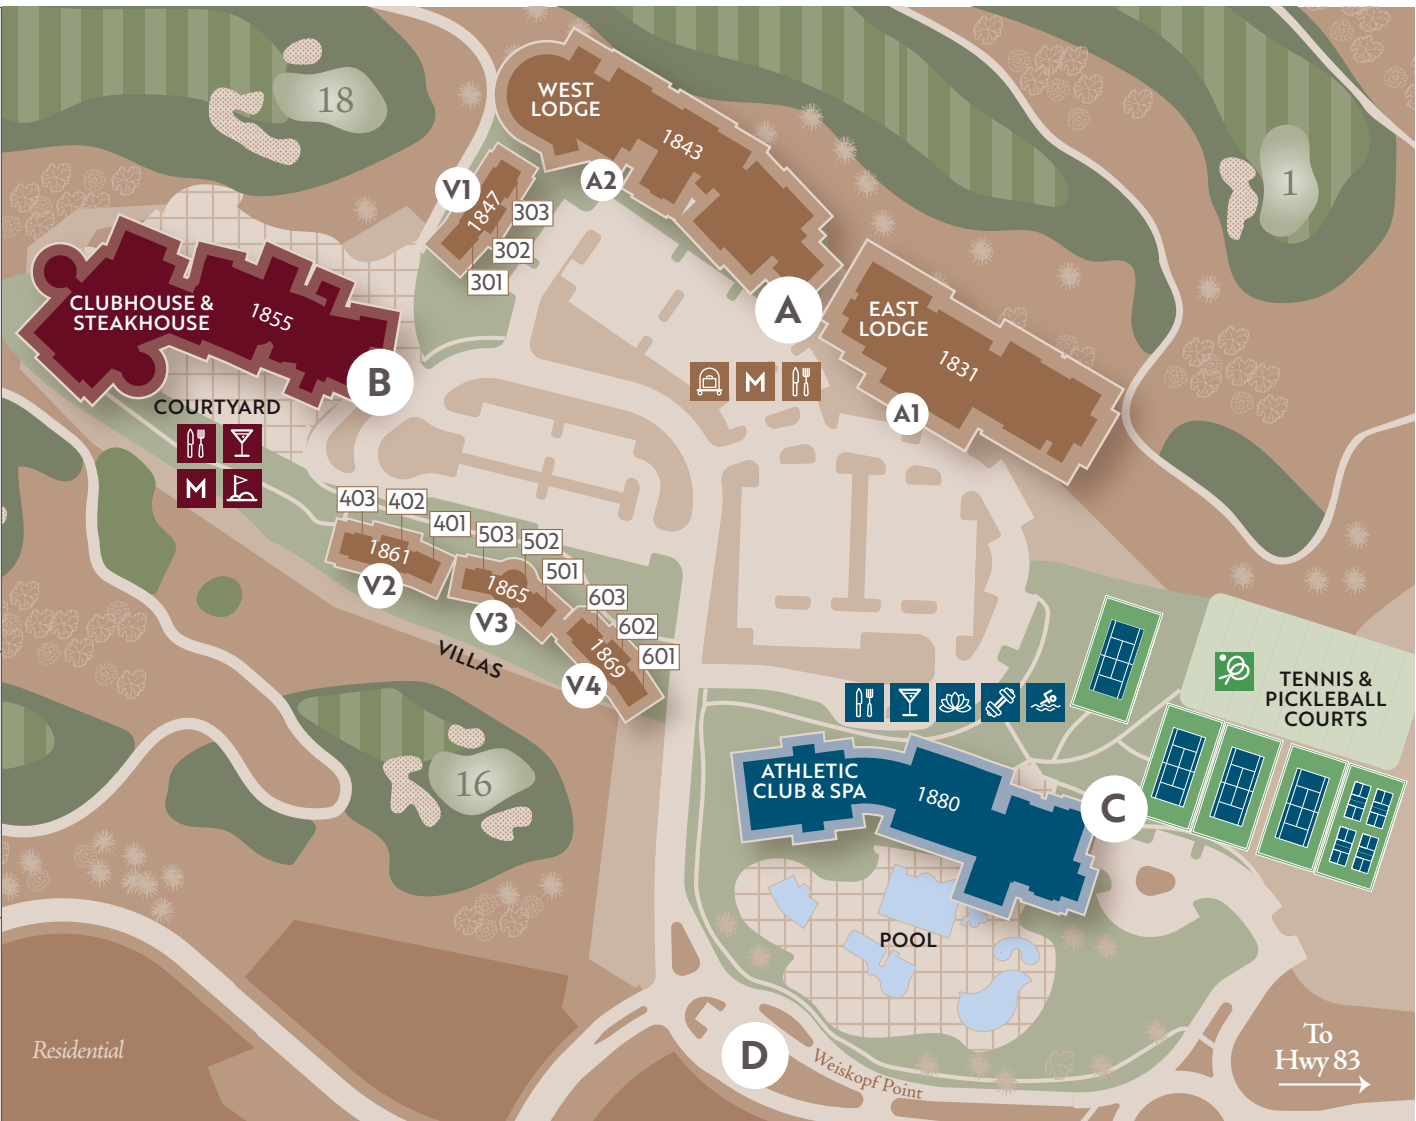 18
WEST
LODGE
1843
1
V1
A2
1847
303
302
301
CLUBHOUSE &
STEAKHOUSE
1855
A
EAST
LODGE
1831
B
M
A1
COURTYARD
M
403
402
401
503
502
501
603
602
601
1861
V2
1865
V3
1869
V4
VILLAS
TENNIS &
PICKLEBALL
COURTS
16
ATHLETIC
CLUB & SPA
1880
C
POOL
Residential
D
Weiskopf Point
To
Hwy 83